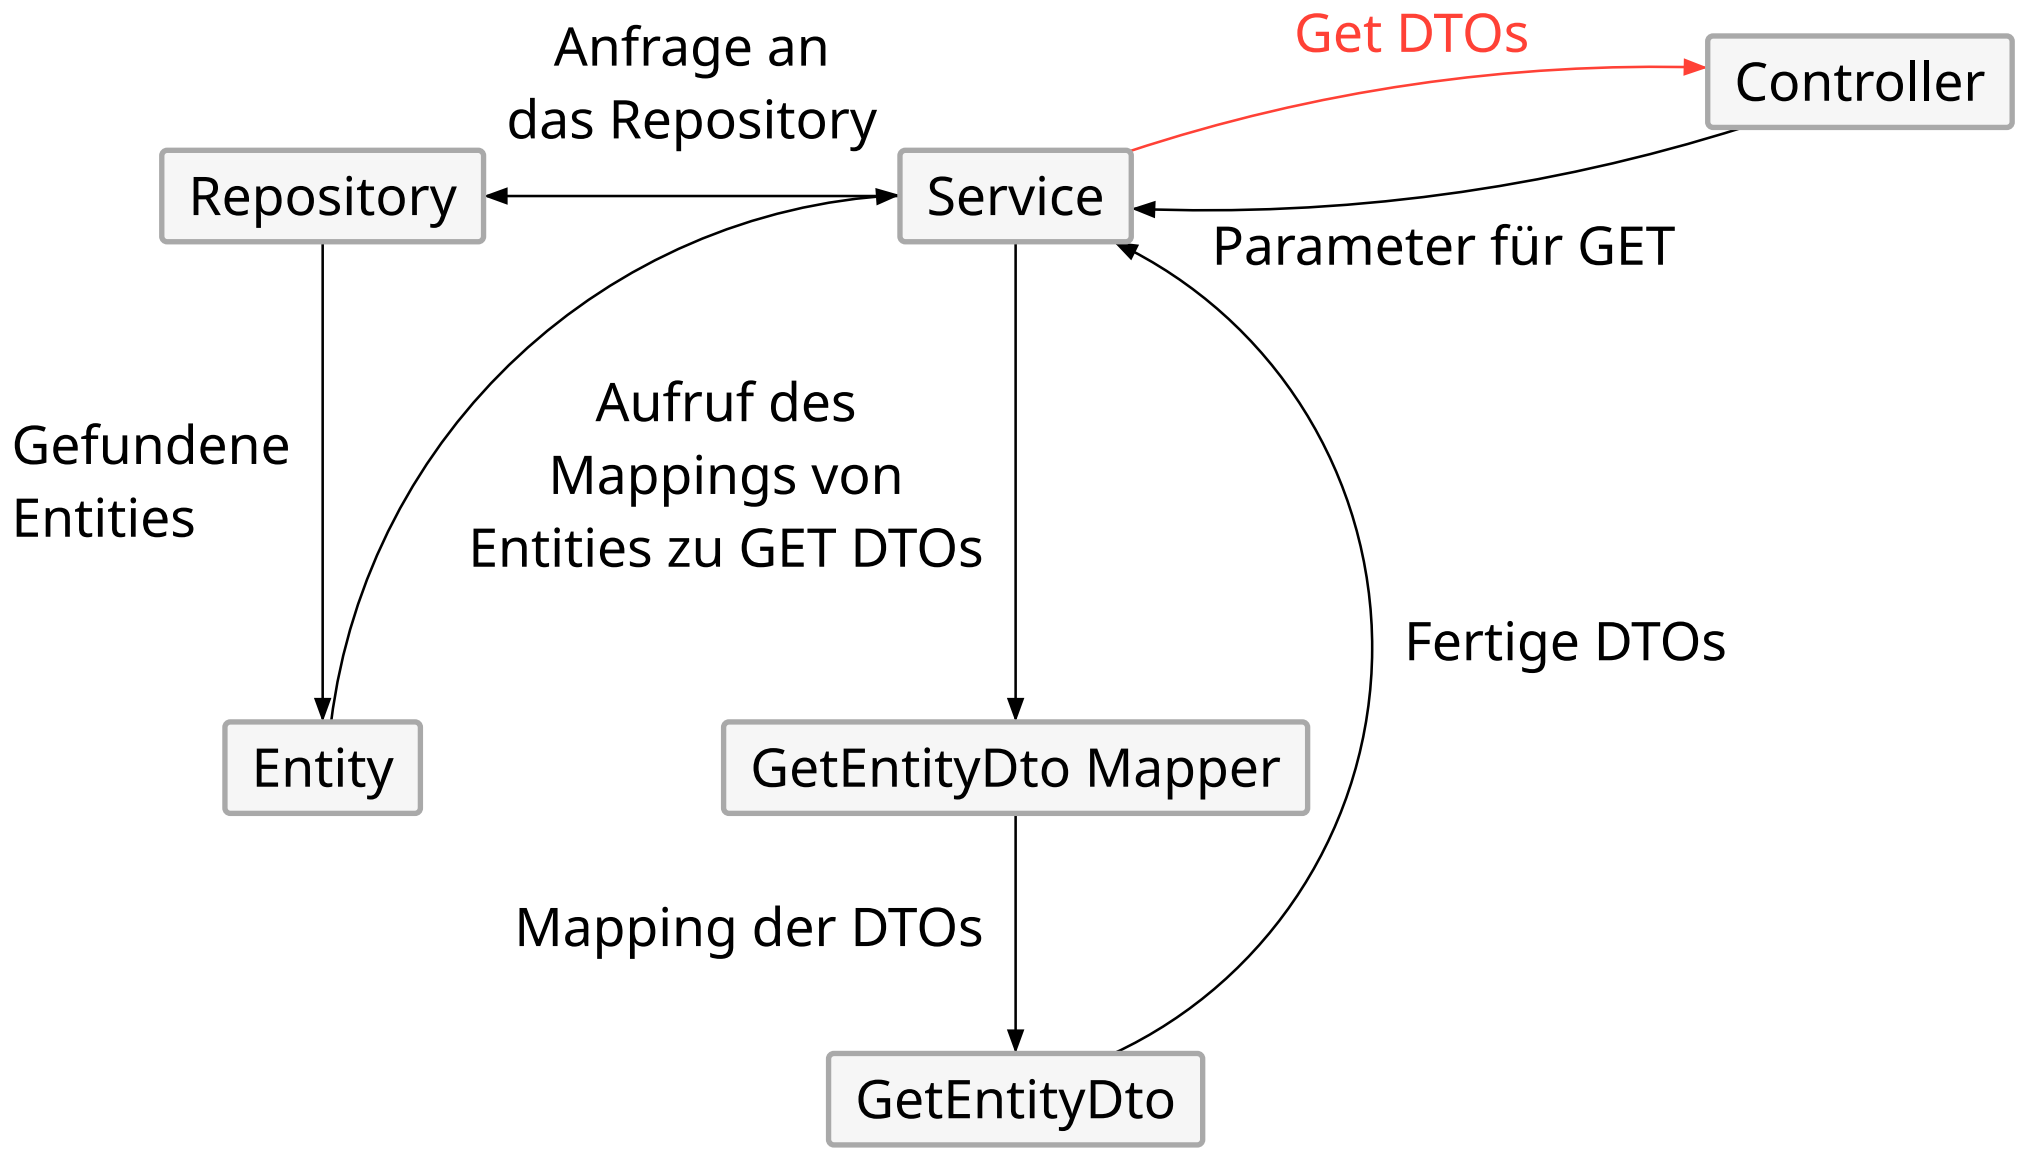 Anfrage an
das Repository
Get DTOs
Controller
Repository
Service
Parameter für GET
Gefundene
Entities
Aufruf des
Mappings von
Entities zu GET DTOs
Fertige DTOs
Entity
GetEntityDto Mapper
Mapping der DTOs
GetEntityDto